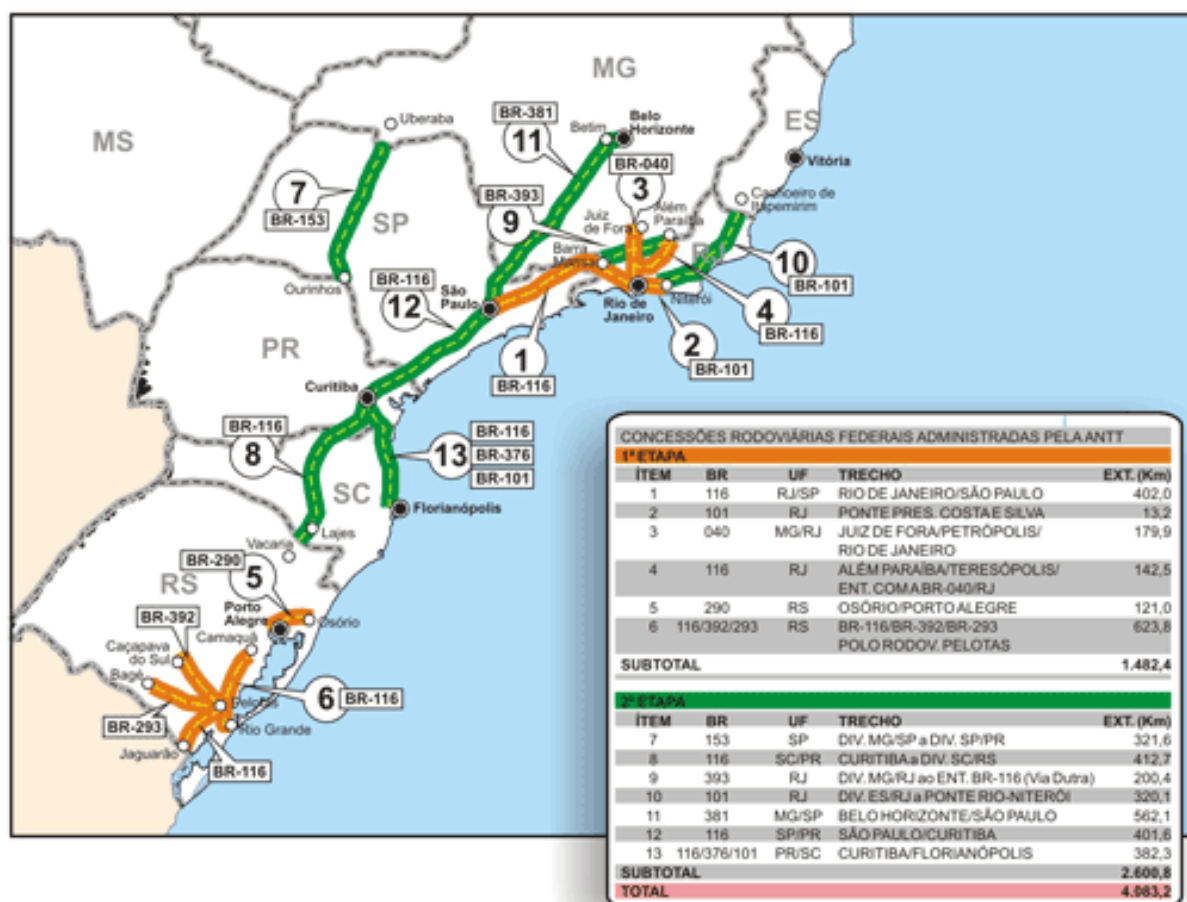 MG
BR-381
Belo
Horizonte
Betim
11
Uberaba
ES
MS
BR-040
3
Vitória
7
BR-393
9
Além
Paraíba
Juiz
de Fora
Cachoeiro de
Itapemirim
BR-153
SP
Barra
10
BR-101
Ourinhos
BR-116
12
São
Paulo
Rio de
Janeiro
Niterói
4
BR-116
PR
1
BR-116
2
BR-101
Curitiba
BR-116
8
13
BR-116
BR-376
BR-101
SC
Florianópolis
Lajes
Vacaria
BR-290
5
RS
Porto
Alegre
Osório
BR-392
Camaquã
Caçapava
do Sul
Bagé
6
BR-116
Pelotas
BR-293
Rio Grande
Jaguarão
BR-116
CONCESSÕES RODOVIÁRIAS FEDERAIS ADMINISTRADAS PELA ANTT
1ª ETAPA
ÍTEM BR UF TRECHO EXT. (Km)
1 116 RJ/SP RIO DE JANEIRO/SÃO PAULO 402,0
2 101 RJ PONTE PRES. COSTA E SILVA 13,2
3 040 MG/RJ JUIZ DE FORA/PETRÓPOLIS/ 179,9
RIO DE JANEIRO
4 116 RJ ALÉM PARAÍBA/TERESÓPOLIS/ 142,5
ENT. COM A BR-040/RJ
5 290 RS OSÓRIO/PORTO ALEGRE 121,0
6 116/392/293 RS BR-116/BR-392/BR-293 623,8
POLO RODOV. PELOTAS
SUBTOTAL 1.482,4
2ª ETAPA
ÍTEM BR UF TRECHO EXT. (Km)
7 153 SP DIV. MG/SP a DIV. SP/PR 321,6
8 116 SC/PR CURITIBA a DIV. SC/RS 412,7
9 393 RJ DIV. MG/RJ ao ENT. BR-116 (Via Dutra) 200,4
10 101 RJ DIV. ES/RJ a PONTE RIO-NITERÓI 320,1
11 381 MG/SP BELO HORIZONTE/SÃO PAULO 562,1
12 116 SP/PR SÃO PAULO/CURITIBA 401,6
13 116/376/101 PR/SC CURITIBA/FLORIANÓPOLIS 382,3
SUBTOTAL 2.600,8
TOTAL 4.083,2